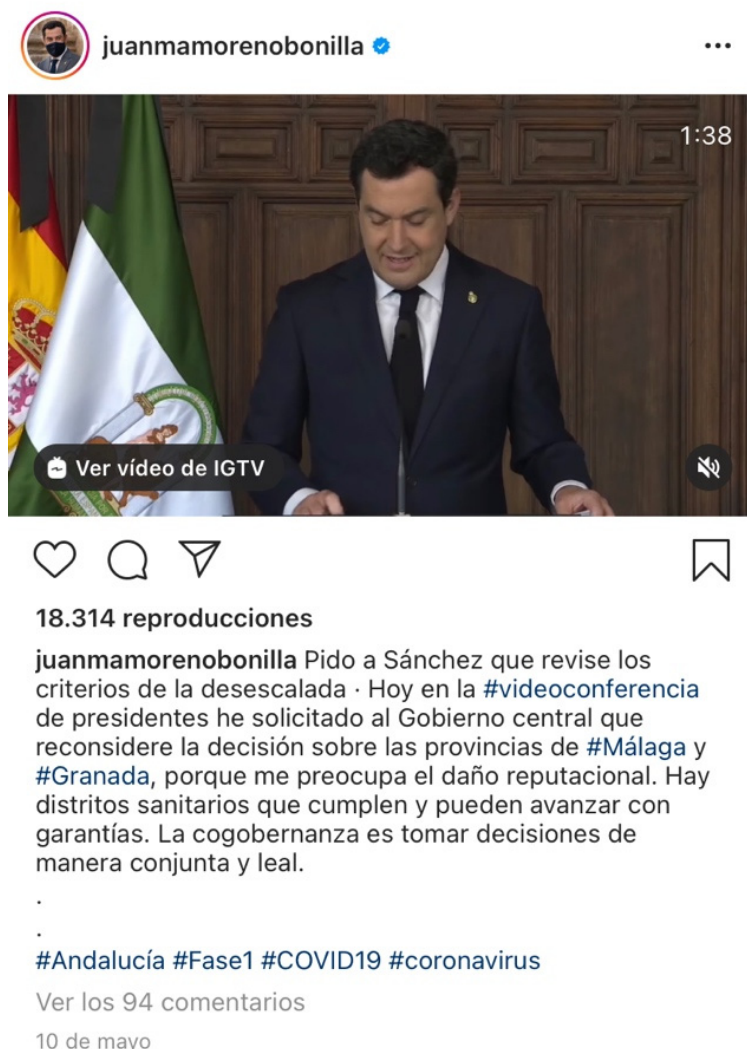 juanmamorenobonilla
1:38
Ver vídeo de IGTV
18.314 reproducciones
juanmamorenobonilla Pido a Sánchez que revise los
criterios de la desescalada · Hoy en la #videoconferencia
de presidentes he solicitado al Gobierno central que
reconsidere la decisión sobre las provincias de #Málaga y
#Granada, porque me preocupa el daño reputacional. Hay
distritos sanitarios que cumplen y pueden avanzar con
garantías. La cogobernanza es tomar decisiones de
manera conjunta y leal.
.
.
#Andalucía #Fase1 #COVID19 #coronavirus
Ver los 94 comentarios
10 de mayo